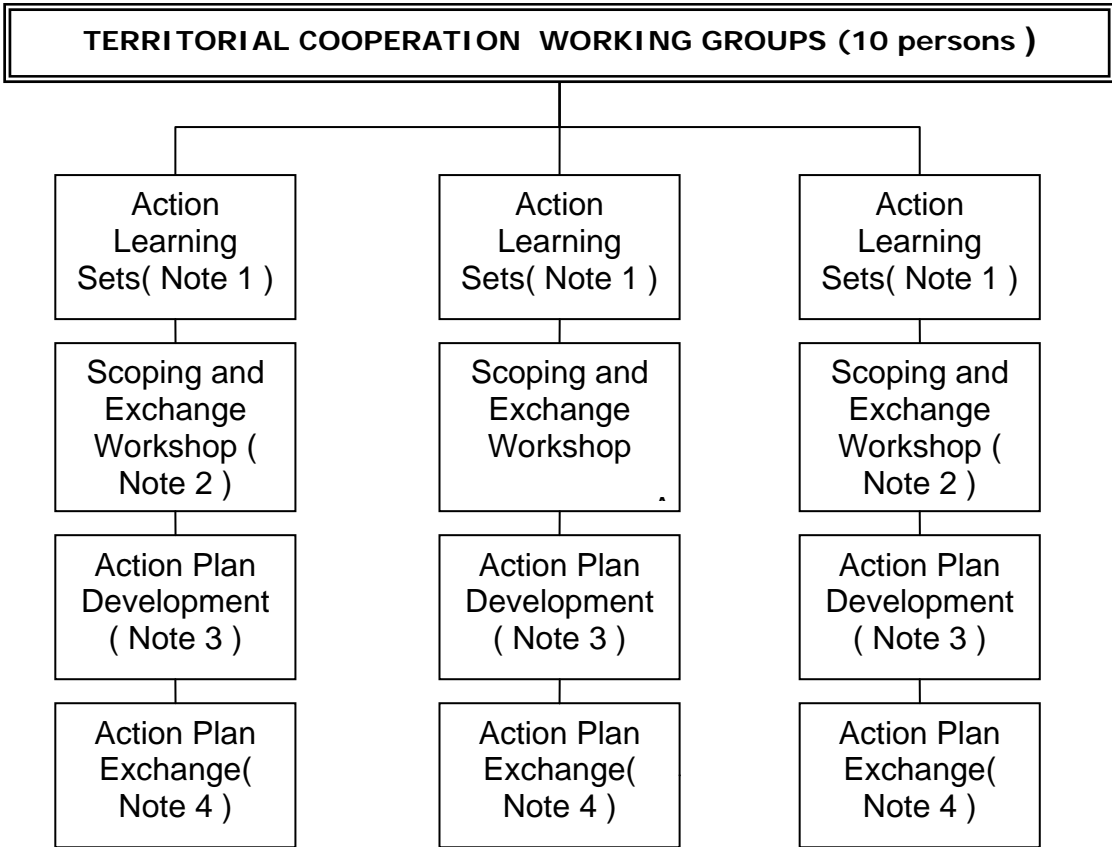 TERRITORIAL COOPERATION WORKING GROUPS (10 persons )
Action
Learning
Sets( Note 1 )
Scoping and
Exchange
Workshop (
Note 2 )
Action Plan
Development
( Note 3 )
Action Plan
Exchange(
Note 4 )
Action
Learning
Sets( Note 1 )
Scoping and
Exchange
Workshop
Action Plan
Development
( Note 3 )
Action Plan
Exchange(
Note 4 )
Action
Learning
Sets( Note 1 )
Scoping and
Exchange
Workshop (
Note 2 )
Action Plan
Development
( Note 3 )
Action Plan
Exchange(
Note 4 )